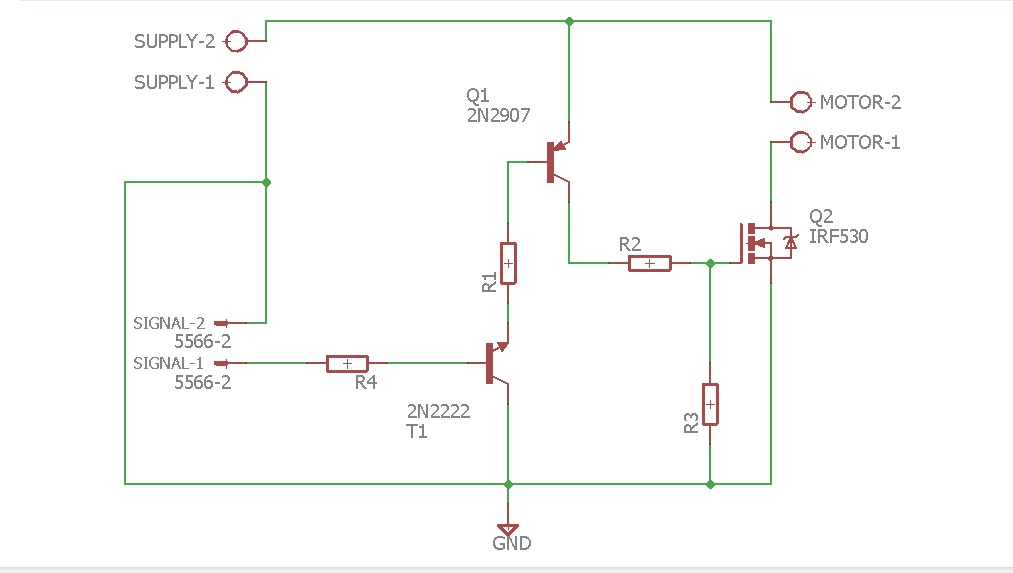 SUPPLY-2
SUPPLY-1
Q1
2N2907
MOTOR-2
MOTOR-1
Q2
IRF530
R2
R1
SIGNAL-2
5566-2
SIGNAL-1
5566-2
R4
2N2222
T1
R3
GND